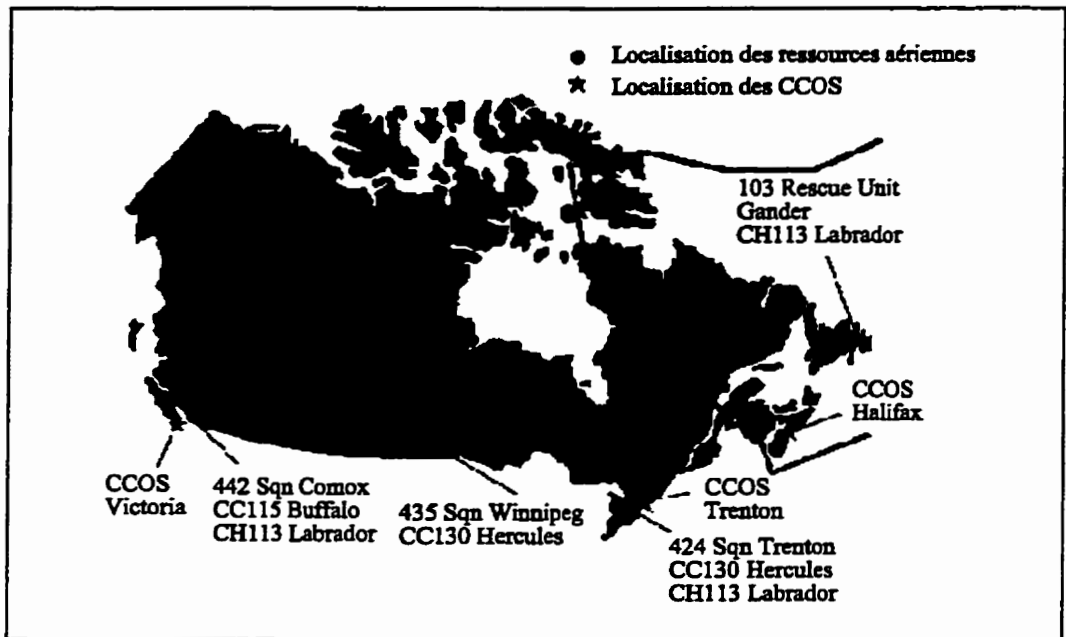 ● Localisation des ressources aériennes
★ Localisation des CCOS
103 Rescue Unit
Gander
CH113 Labrador
CCOS
Halifax
CCOS
Victoria
442 Sqn Comox
CC115 Buffalo
CH113 Labrador
435 Sqn Winnipeg
CC130 Hercules
CCOS
Trenton
424 Sqn Trenton
CC130 Hercules
CH113 Labrador